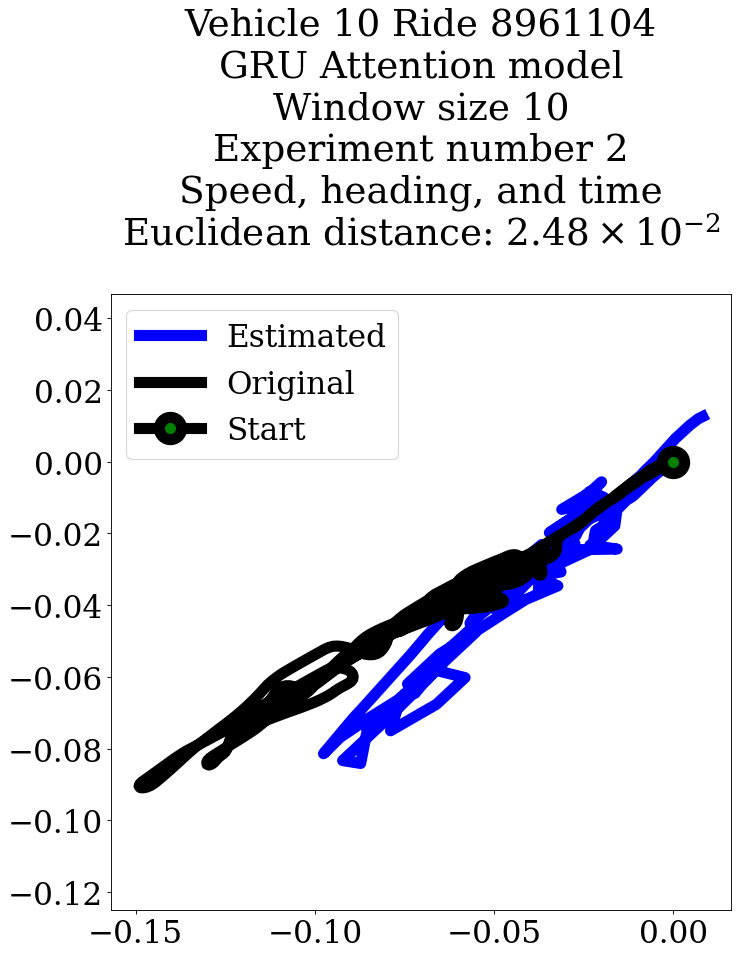 Vehicle 10 Ride 8961104
GRU Attention model
Window size 10
Experiment number 2
Speed, heading, and time
Euclidean distance: 2.48 × 10⁻²
Estimated
Original
Start
0.04
0.02
0.00
−0.02
−0.04
−0.06
−0.08
−0.10
−0.12
−0.15
−0.10
−0.05
0.00